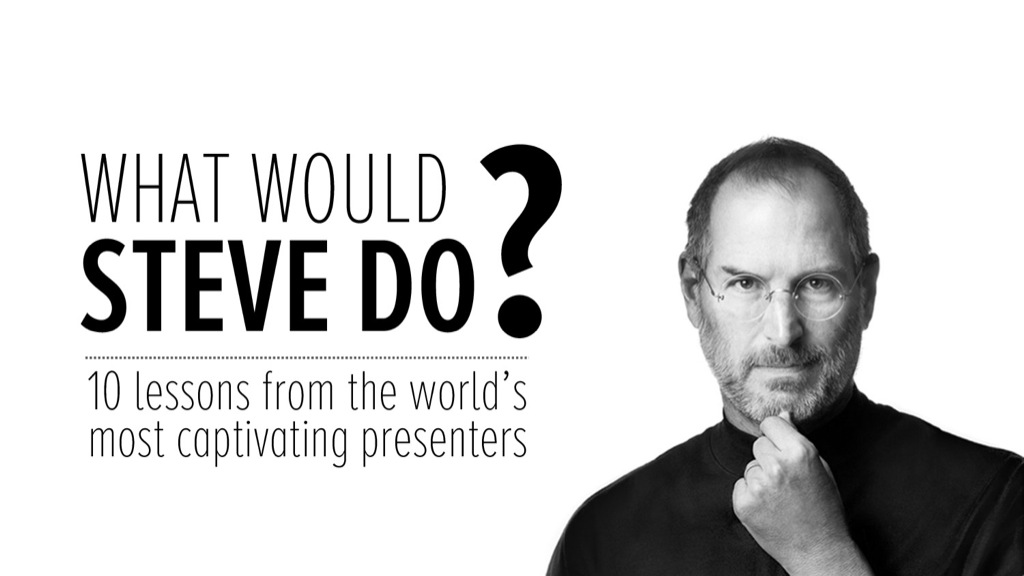 WHAT WOULD
STEVE DO?
10 lessons from the world’s
most captivating presenters